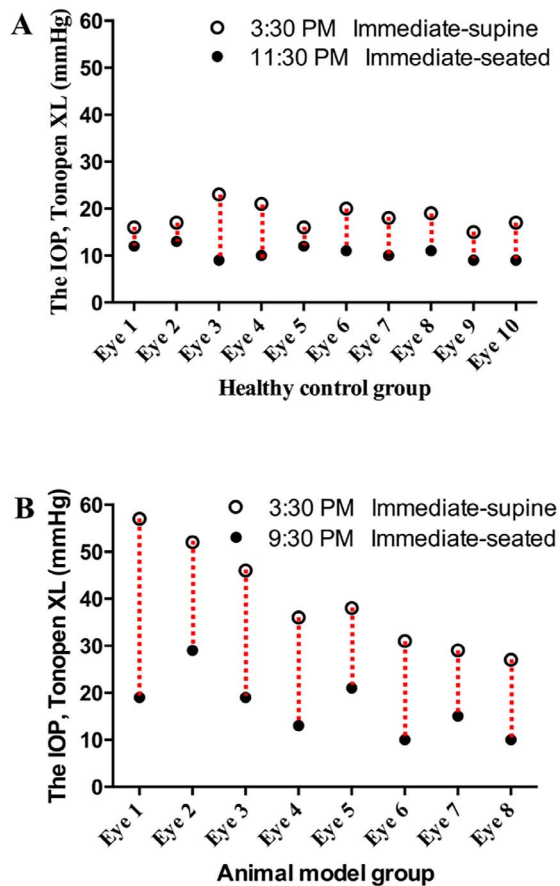 A
3:30 PM Immediate-supine
11:30 PM Immediate-seated
The IOP, Tonopen XL (mmHg)
60
50
40
30
20
10
0
Eye 1
Eye 2
Eye 3
Eye 4
Eye 5
Eye 6
Eye 7
Eye 8
Eye 9
Eye 10
Healthy control group
B
3:30 PM Immediate-supine
9:30 PM Immediate-seated
The IOP, Tonopen XL (mmHg)
60
50
40
30
20
10
0
Eye 1
Eye 2
Eye 3
Eye 4
Eye 5
Eye 6
Eye 7
Eye 8
Animal model group